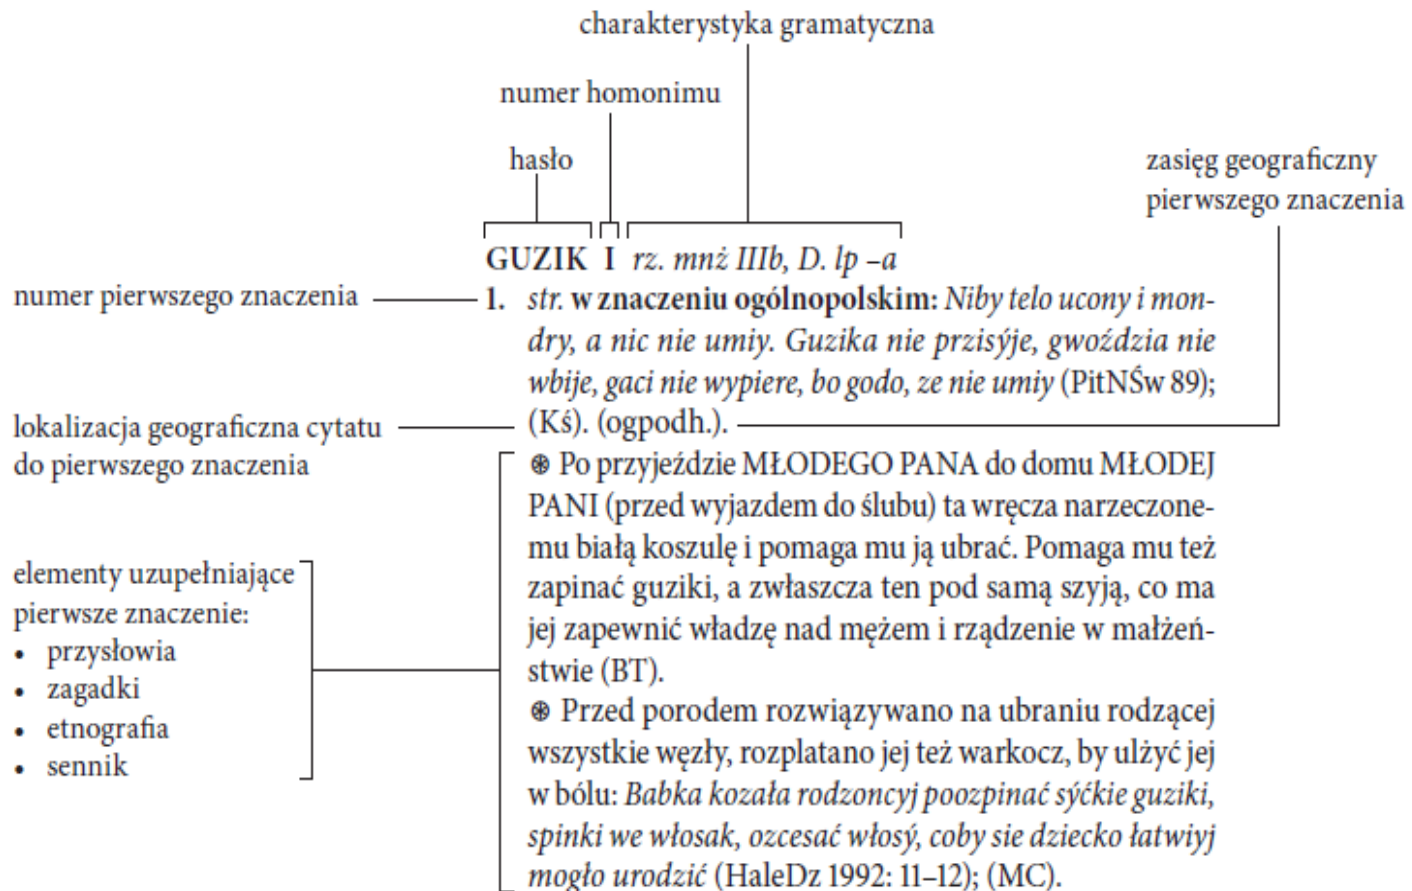 charakterystyka gramatyczna
numer homonimu
hasło
zasięg geograficzny
pierwszego znaczenia
GUZIK I rz. mnż IIIb, D. lp –a
numer pierwszego znaczenia
1. str. w znaczeniu ogólnopolskim: Niby telo ucony i mon-
dry, a nic nie umiy. Guzika nie przisýje, gwoździa nie
wbije, gaci nie wypiere, bo godo, ze nie umiy (PitNŚw 89);
lokalizacja geograficzna cytatu
do pierwszego znaczenia
(Kś). (ogpodh.).
⊛ Po przyjeździe MŁODEGO PANA do domu MŁODEJ
PANI (przed wyjazdem do ślubu) ta wręcza narzeczone-
mu białą koszulę i pomaga mu ją ubrać. Pomaga mu też
zapinać guziki, a zwłaszcza ten pod samą szyją, co ma
jej zapewnić władzę nad mężem i rządzenie w małżeń-
stwie (BT).
elementy uzupełniające
pierwsze znaczenie:
• przysłowia
• zagadki
• etnografia
• sennik
⊛ Przed porodem rozwiązywano na ubraniu rodzącej
wszystkie węzły, rozplatano jej też warkocz, by ulżyć jej
w bólu: Babka kozała rodzoncyj poozpinać sýćkie guziki,
spinki we włosak, ozcesać włosý, coby sie dziecko łatwiyj
mogło urodzić (HaleDz 1992: 11–12); (MC).